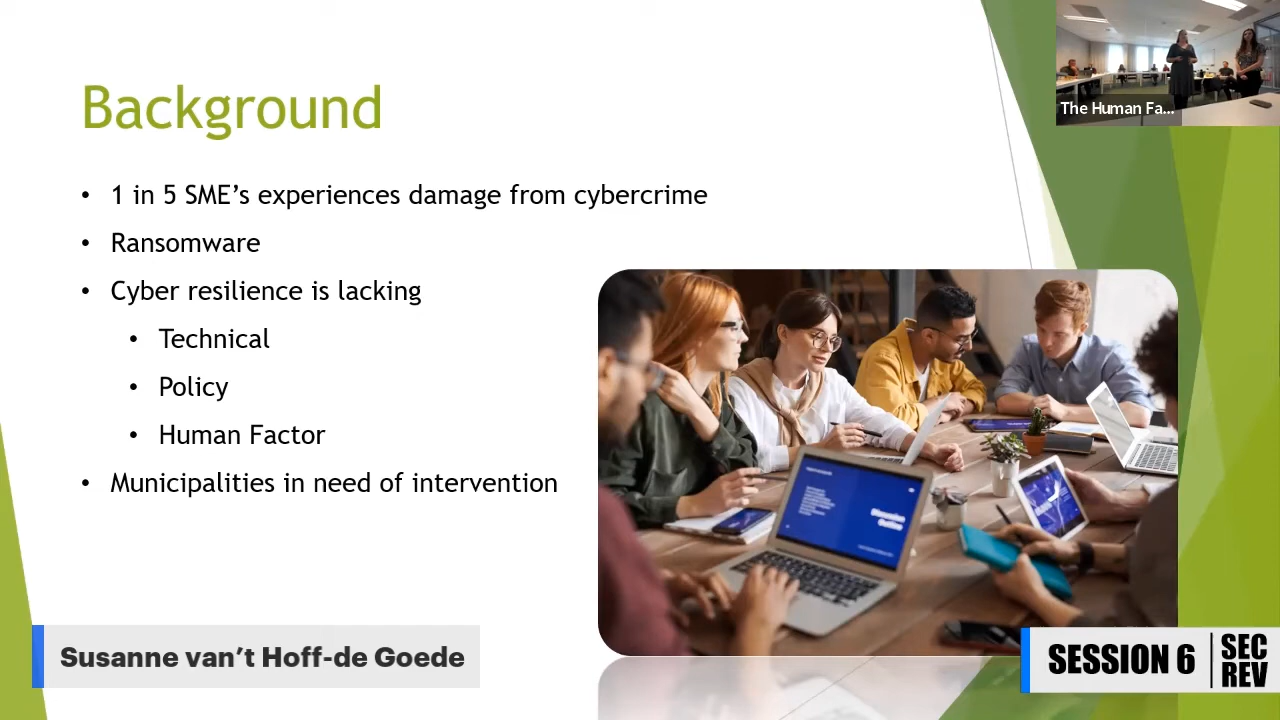 Background
The Human Fa...
• 1 in 5 SME’s experiences damage from cybercrime
• Ransomware
• Cyber resilience is lacking
• Technical
• Policy
• Human Factor
• Municipalities in need of intervention
Susanne van’t Hoff-de Goede
SESSION 6
SEC
REV